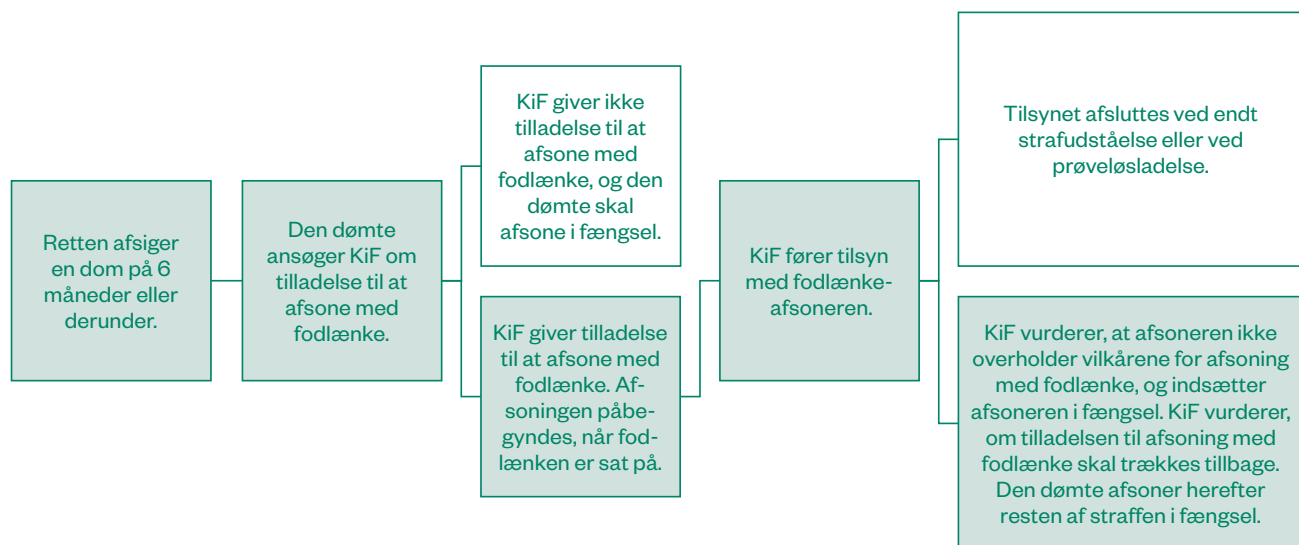 Retten afsiger
en dom på 6
måneder eller
derunder.
Den dømte
ansøger KiF om
tilladelse til at
afsone med
fodlænke.
KiF giver ikke
tilladelse til at
afsone med
fodlænke, og den
dømte skal
afsone i fængsel.
KiF giver tilladelse
til at afsone med
fodlænke. Af-
soningen påbe-
gyndes, når fod-
lænken er sat på.
KiF fører tilsyn
med fodlænke-
afsoneren.
Tilsynet afsluttes ved endt
strafudståelse eller ved
prøveløsladelse.
KiF vurderer, at afsoneren ikke
overholder vilkårene for afsoning
med fodlænke, og indsætter
afsoneren i fængsel. KiF vurderer,
om tilladelsen til afsoning med
fodlænke skal trækkes tillbage.
Den dømte afsoner herefter
resten af straffen i fængsel.